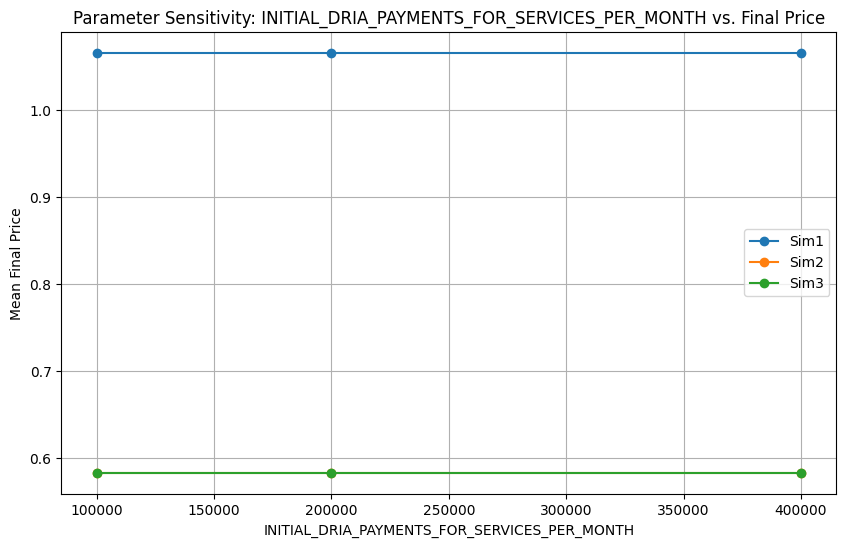 Parameter Sensitivity: INITIAL_DRIA_PAYMENTS_FOR_SERVICES_PER_MONTH vs. Final Price
Mean Final Price
1.0
0.9
0.8
0.7
0.6
Sim1
Sim2
Sim3
100000 150000 200000 250000 300000 350000 400000
INITIAL_DRIA_PAYMENTS_FOR_SERVICES_PER_MONTH